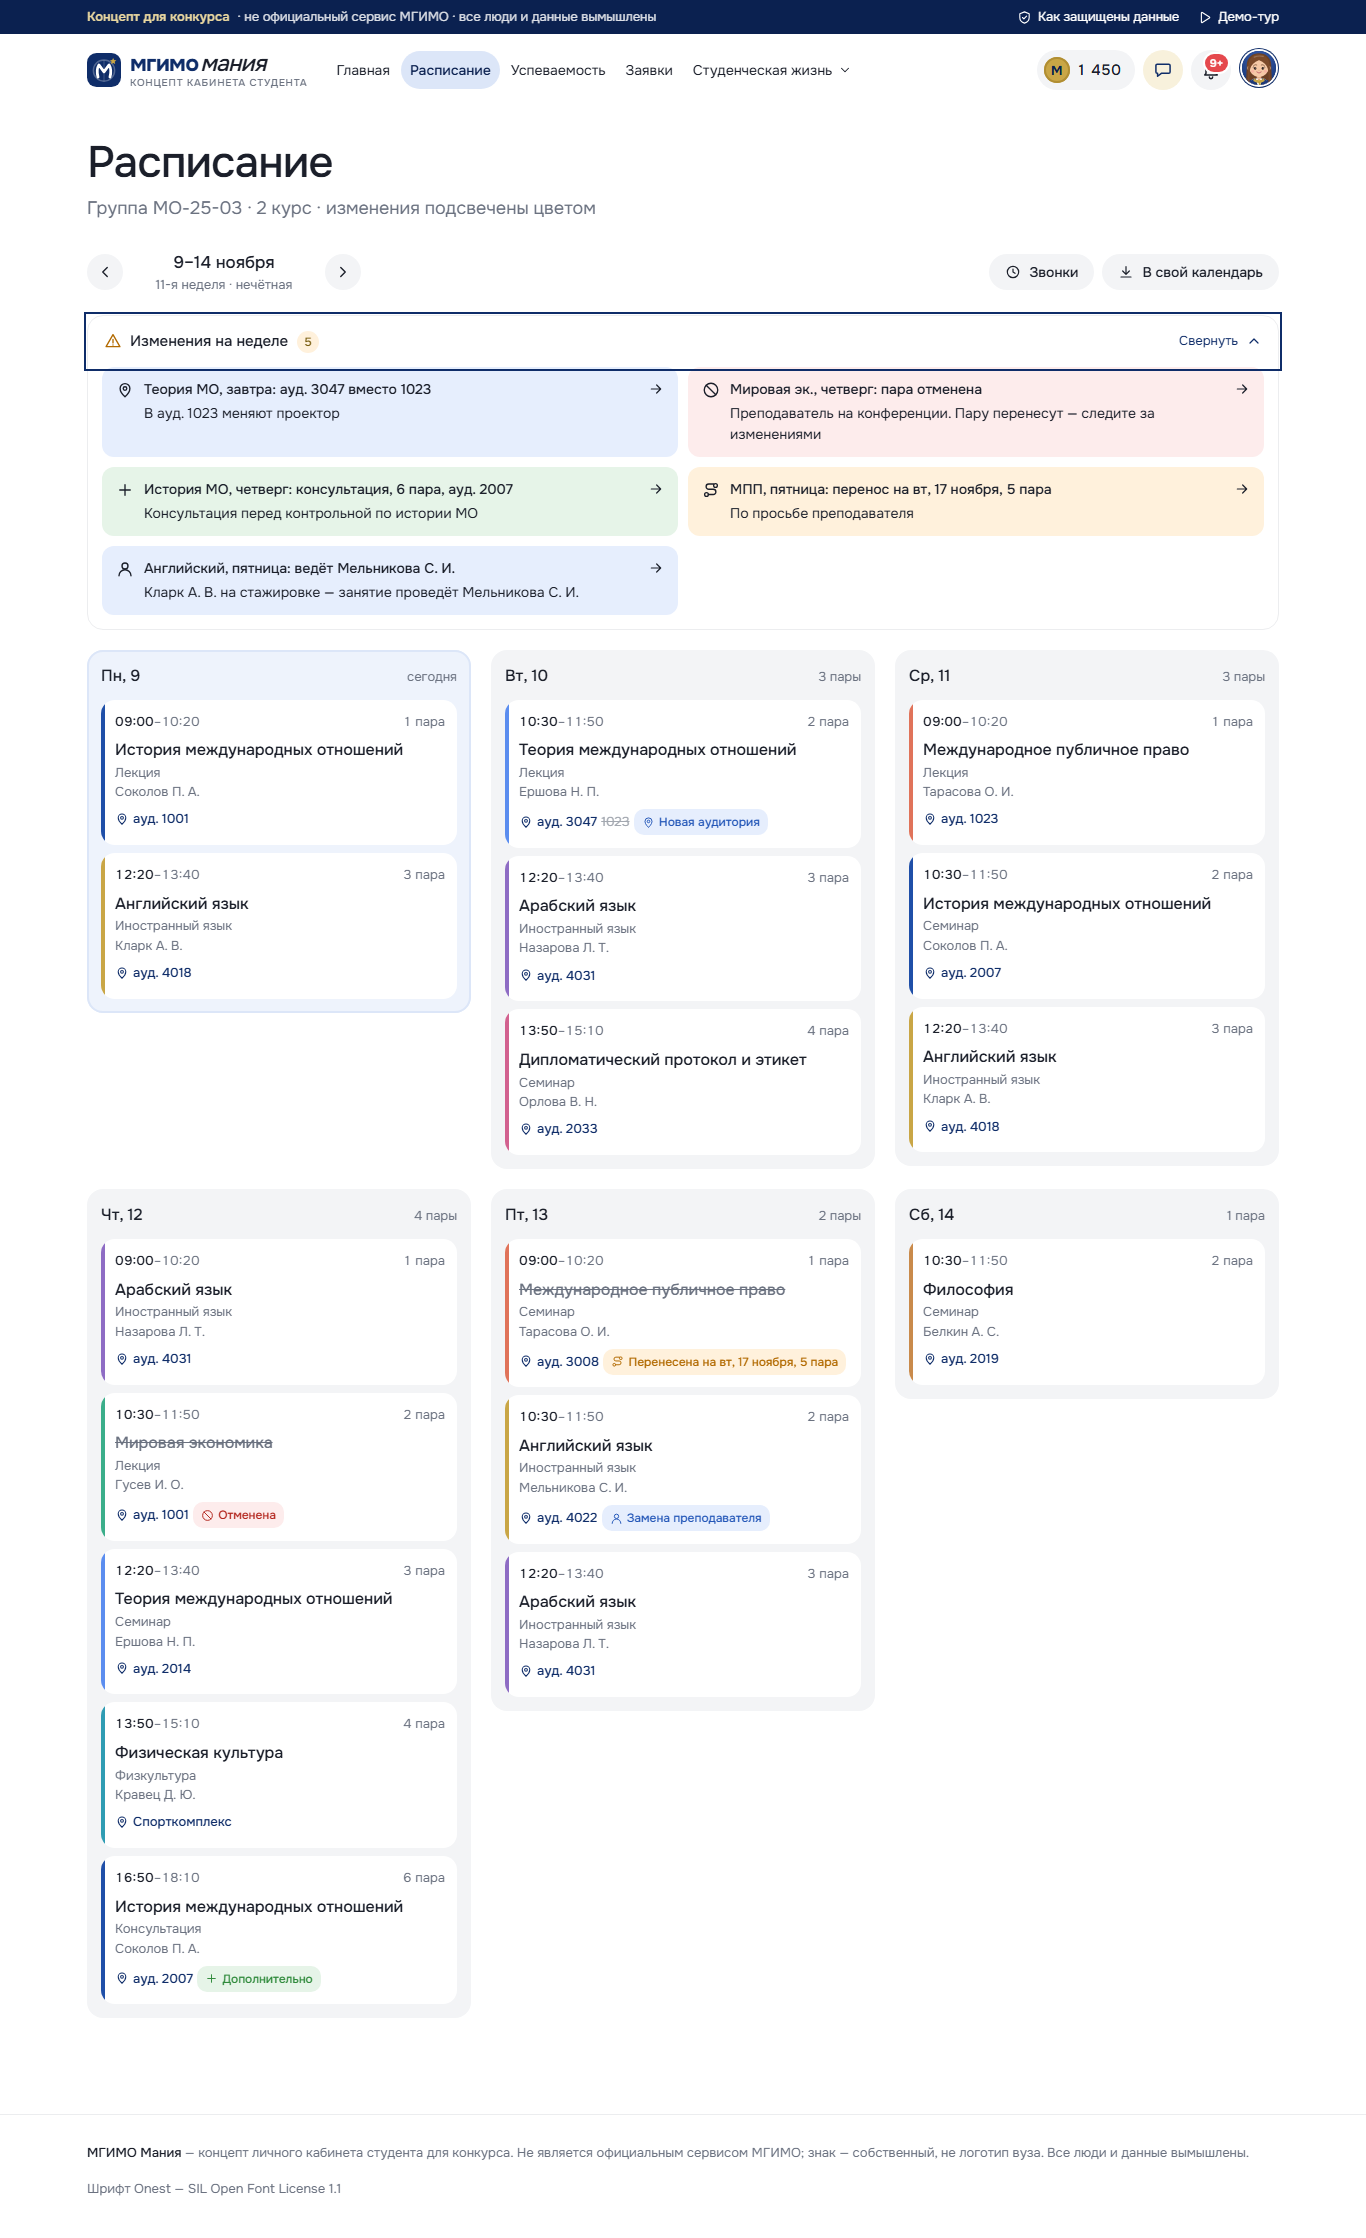 Концепт для конкурса · не официальный сервис МГИМО · все люди и данные вымышлены
Как защищены данные
Демо-тур
М
МГИМО мания
КОНЦЕПТ КАБИНЕТА СТУДЕНТА
Главная
Расписание
Успеваемость
Заявки
Студенческая жизнь
М 1 450
9+
Расписание
Группа МО-25-03 · 2 курс · изменения подсвечены цветом
9–14 ноября
11-я неделя · нечётная
Звонки
В свой календарь
Изменения на неделе 5
Свернуть
Теория МО, завтра: ауд. 3047 вместо 1023
В ауд. 1023 меняют проектор
Мировая эк., четверг: пара отменена
Преподаватель на конференции. Пару перенесут — следите за
изменениями
История МО, четверг: консультация, 6 пара, ауд. 2007
Консультация перед контрольной по истории МО
МПП, пятница: перенос на вт, 17 ноября, 5 пара
По просьбе преподавателя
Английский, пятница: ведёт Мельникова С. И.
Кларк А. В. на стажировке — занятие проведёт Мельникова С. И.
Пн, 9
сегодня
09:00–10:20
1 пара
История международных отношений
Лекция
Соколов П. А.
ауд. 1001
12:20–13:40
3 пара
Английский язык
Иностранный язык
Кларк А. В.
ауд. 4018
Вт, 10
3 пары
10:30–11:50
2 пара
Теория международных отношений
Лекция
Ершова Н. П.
ауд. 3047 1023 Новая аудитория
12:20–13:40
3 пара
Арабский язык
Иностранный язык
Назарова Л. Т.
ауд. 4031
13:50–15:10
4 пара
Дипломатический протокол и этикет
Семинар
Орлова В. Н.
ауд. 2033
Ср, 11
3 пары
09:00–10:20
1 пара
Международное публичное право
Лекция
Тарасова О. И.
ауд. 1023
10:30–11:50
2 пара
История международных отношений
Семинар
Соколов П. А.
ауд. 2007
12:20–13:40
3 пара
Английский язык
Иностранный язык
Кларк А. В.
ауд. 4018
Чт, 12
4 пары
09:00–10:20
1 пара
Арабский язык
Иностранный язык
Назарова Л. Т.
ауд. 4031
10:30–11:50
2 пара
Мировая экономика
Лекция
Гусев И. О.
ауд. 1001 Отменена
12:20–13:40
3 пара
Теория международных отношений
Семинар
Ершова Н. П.
ауд. 2014
13:50–15:10
4 пара
Физическая культура
Физкультура
Кравец Д. Ю.
Спорткомплекс
16:50–18:10
6 пара
История международных отношений
Консультация
Соколов П. А.
ауд. 2007 Дополнительно
Пт, 13
2 пары
09:00–10:20
1 пара
Международное публичное право
Семинар
Тарасова О. И.
ауд. 3008 Перенесена на вт, 17 ноября, 5 пара
10:30–11:50
2 пара
Английский язык
Иностранный язык
Мельникова С. И.
ауд. 4022 Замена преподавателя
12:20–13:40
3 пара
Арабский язык
Иностранный язык
Назарова Л. Т.
ауд. 4031
Сб, 14
1 пара
10:30–11:50
2 пара
Философия
Семинар
Белкин А. С.
ауд. 2019
МГИМО Мания — концепт личного кабинета студента для конкурса. Не является официальным сервисом МГИМО; знак — собственный, не логотип вуза. Все люди и данные вымышлены.
Шрифт Onest — SIL Open Font License 1.1